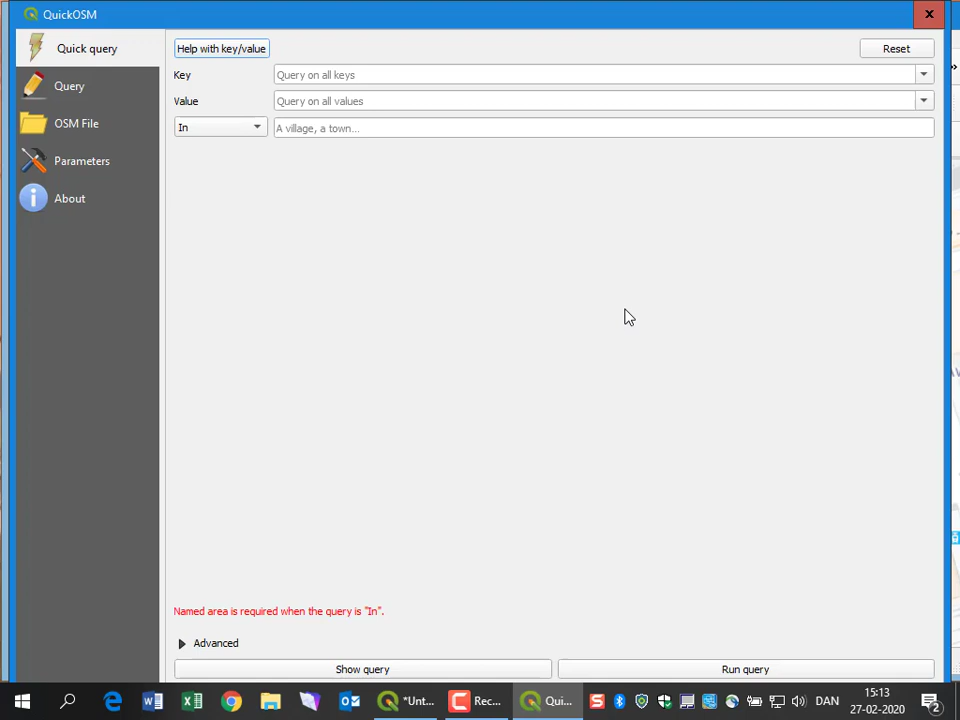 QuickOSM
Quick query
Query
OSM File
Parameters
About
Help with key/value
Reset
Key
Query on all keys
Value
Query on all values
In
A village, a town...
Named area is required when the query is "In".
Advanced
Show query
Run query
*Unt...
Rec...
Qui...
DAN
15:13
27-02-2020
2